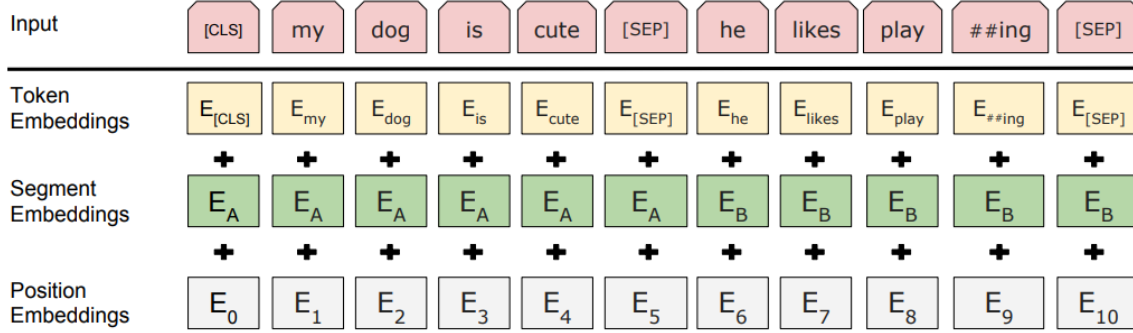 Input [CLS] my dog is cute [SEP] he likes play ##ing [SEP]
Token
Embeddings E[CLS] Emy Edog Eis Ecute E[SEP] Ehe Elikes Eplay E##ing E[SEP]
+ + + + + + + + + + +
Segment
Embeddings EA EA EA EA EA EA EB EB EB EB EB
+ + + + + + + + + + +
Position
Embeddings E0 E1 E2 E3 E4 E5 E6 E7 E8 E9 E10